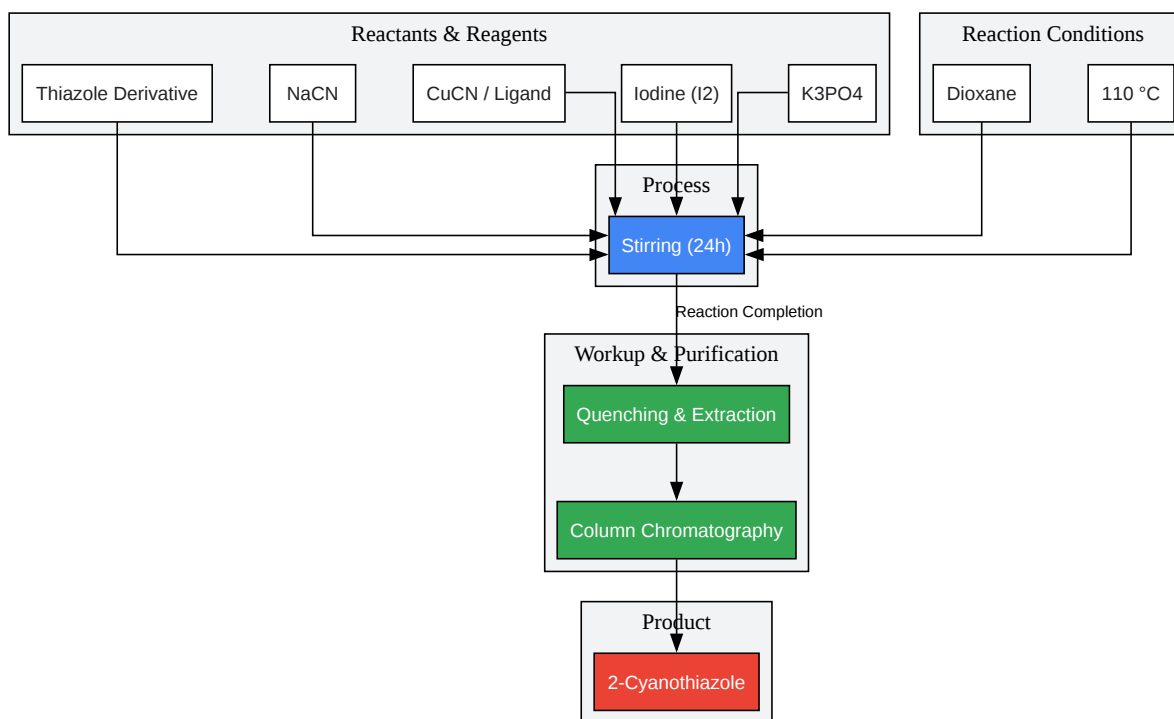 Reactants & Reagents
Reaction Conditions
Thiazole Derivative
NaCN
CuCN / Ligand
Iodine (I2)
K3PO4
Dioxane
110 °C
Process
Stirring (24h)
Reaction Completion
Workup & Purification
Quenching & Extraction
Column Chromatography
Product
2-Cyanothiazole